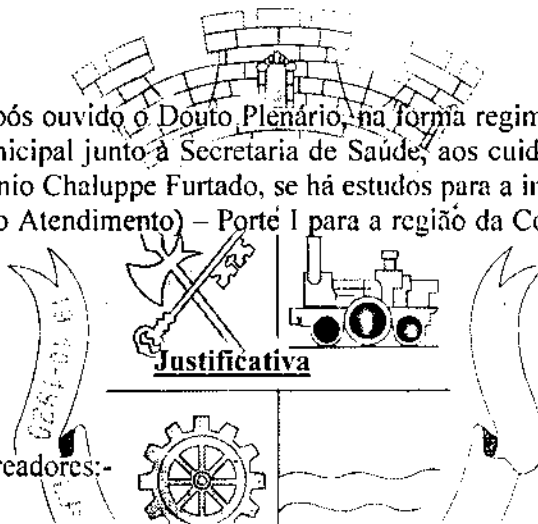 pós ouvido o Douto Plenário, na forma regim
nicipal junto à Secretaria de Saúde, aos cuid
nio Chaluppe Furtado, se há estudos para a in
o Atendimento) – Porte I para a região da Co
Justificativa
readores:-